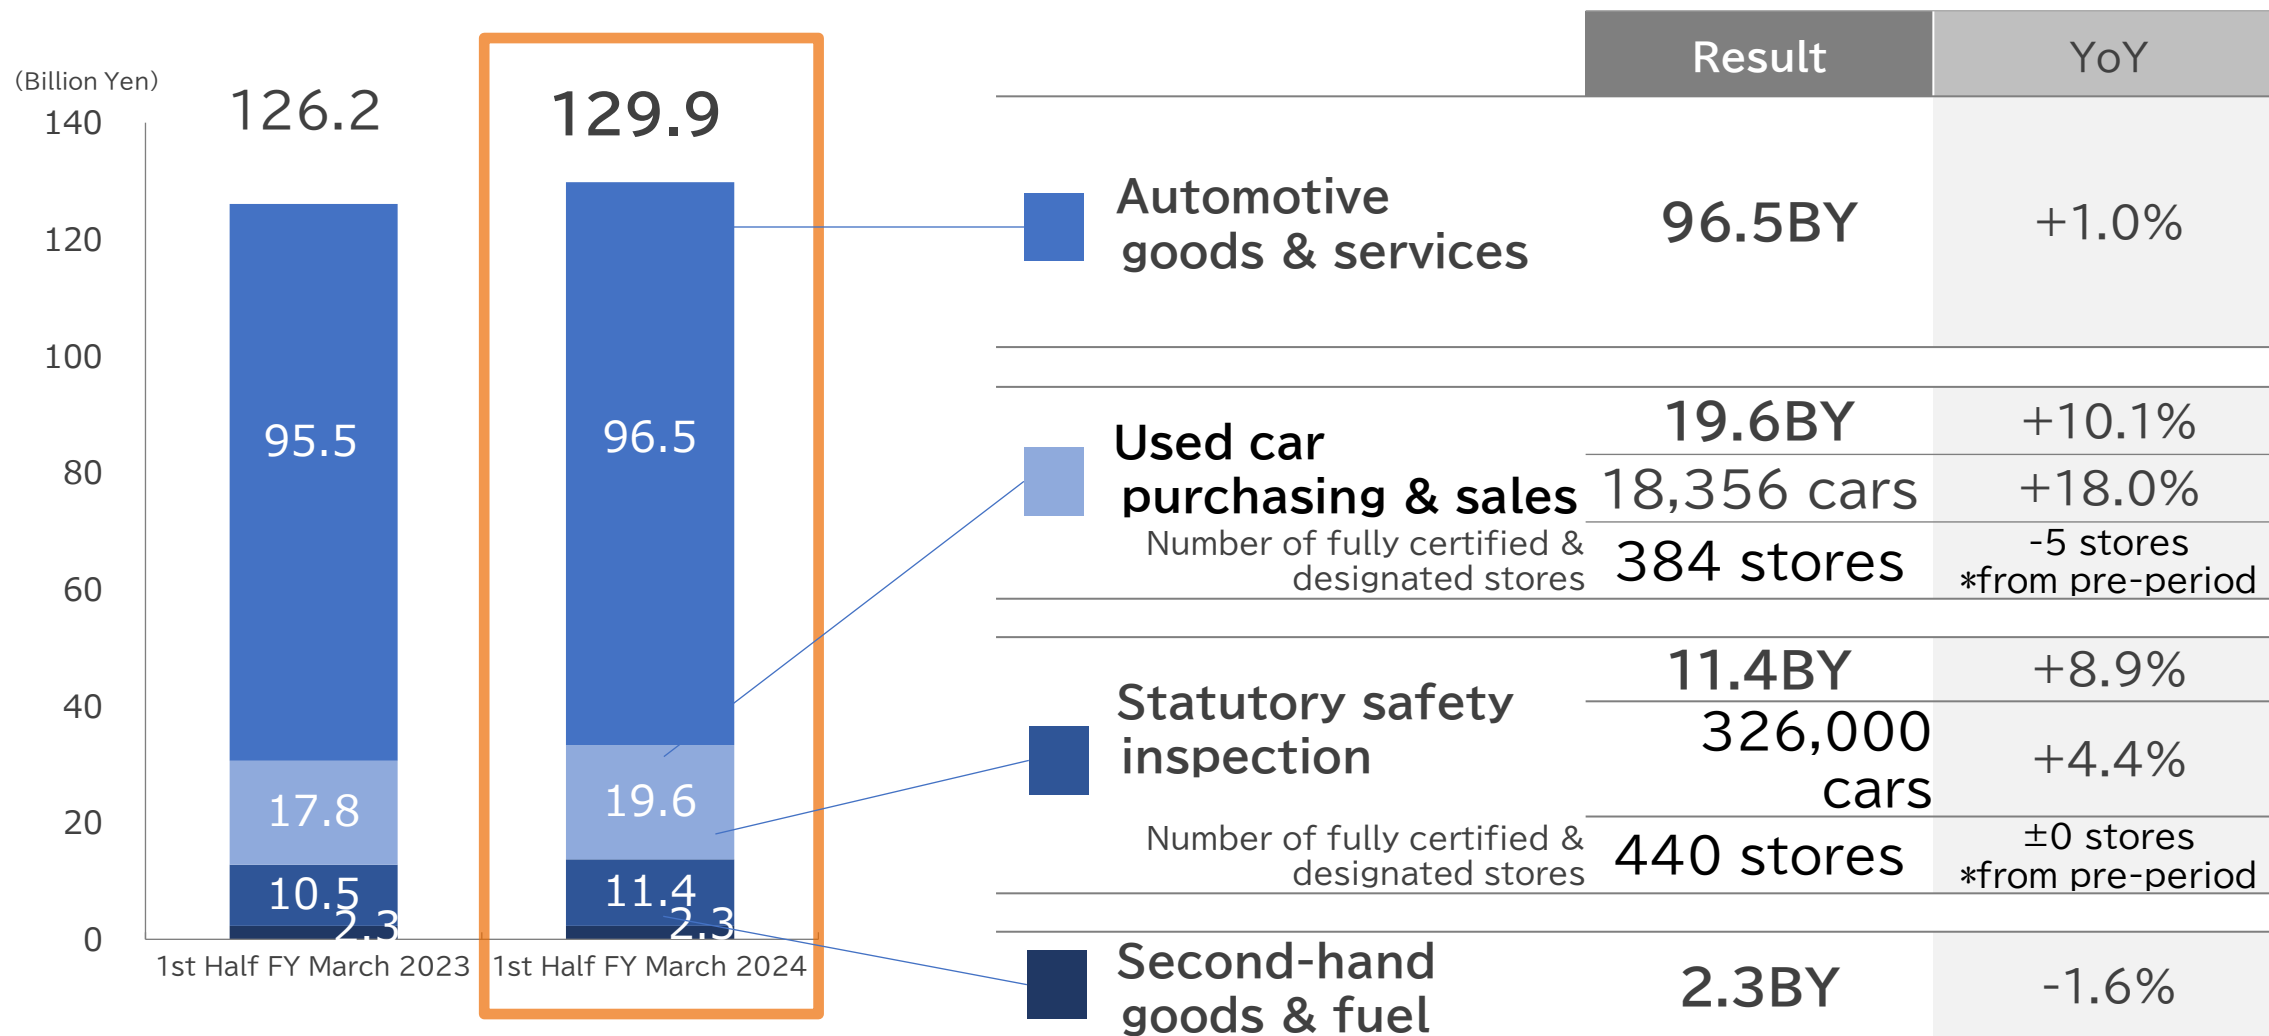 (Billion Yen)
140
120
100
80
60
40
20
0
126.2
129.9
95.5
96.5
17.8
19.6
10.5
11.4
2.3
2.3
1st Half FY March 2023
1st Half FY March 2024
Result
YoY
Automotive
goods & services
96.5BY
+1.0%
Used car
purchasing & sales
19.6BY
+10.1%
18,356 cars
+18.0%
Number of fully certified &
designated stores
384 stores
-5 stores
*from pre-period
Statutory safety
inspection
11.4BY
+8.9%
326,000
cars
+4.4%
Number of fully certified &
designated stores
440 stores
±0 stores
*from pre-period
Second-hand
goods & fuel
2.3BY
-1.6%